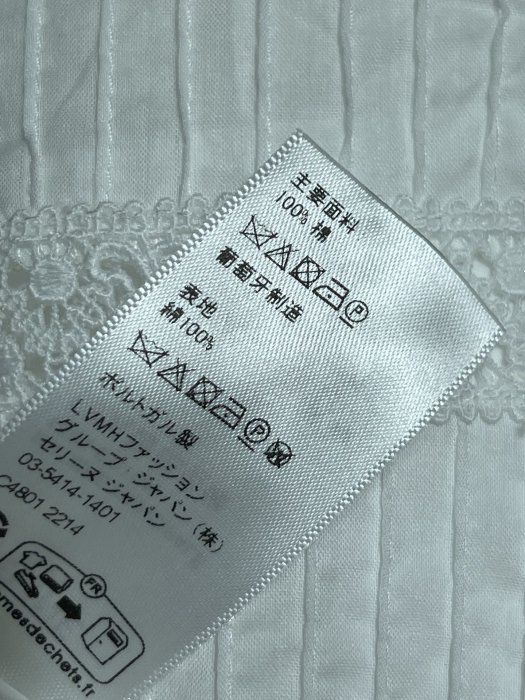 主要面料
100% 棉
葡萄牙制造
表地
綿100%
P
W
ポルトガル製
LVMHファッション
グループ ジャパン (株)
セリーヌ ジャパン
03-5414-1401
C4801 2214
FR
omesdechets.fr